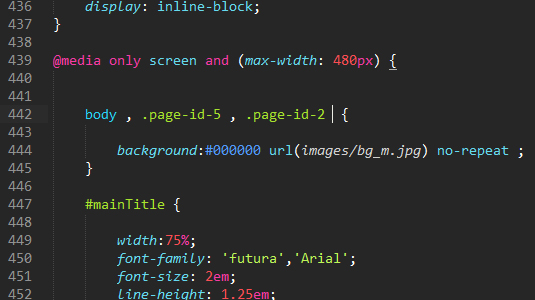 436 display: inline-block;
437 }
438
439 @media only screen and (max-width: 480px) {
440
441
442 body , .page-id-5 , .page-id-2 {
443
444 background:#000000 url(images/bg_m.jpg) no-repeat ;
445 }
446
447 #mainTitle {
448
449 width:75%;
450 font-family: 'futura','Arial';
451 font-size: 2em;
452 line-height: 1.25em;